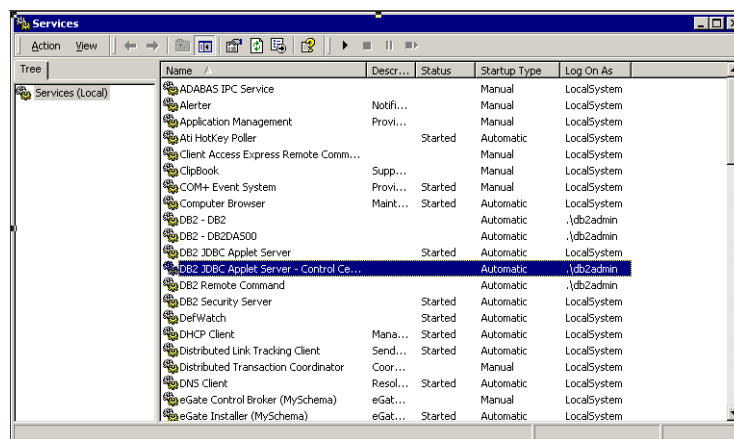 Services
Action View
Tree
Services (Local)
Name Descr... Status Startup Type Log On As
ADABAS IPC Service Manual LocalSystem
Alerter Notifi... Manual LocalSystem
Application Management Provi... Manual LocalSystem
Ati HotKey Poller Started Automatic LocalSystem
Client Access Express Remote Comm... Manual LocalSystem
ClipBook Supp... Manual LocalSystem
COM+ Event System Provi... Started Manual LocalSystem
Computer Browser Maint... Started Automatic LocalSystem
DB2 - DB2 Automatic .\db2admin
DB2 - DB2DAS00 Automatic .\db2admin
DB2 JDBC Applet Server Started Automatic LocalSystem
DB2 JDBC Applet Server - Control Ce... Automatic .\db2admin
DB2 Remote Command Automatic .\db2admin
DB2 Security Server Started Automatic LocalSystem
DefWatch Started Automatic LocalSystem
DHCP Client Mana... Started Automatic LocalSystem
Distributed Link Tracking Client Send... Started Automatic LocalSystem
Distributed Transaction Coordinator Coor... Manual LocalSystem
DNS Client Resol... Started Automatic LocalSystem
eGate Control Broker (MySchema) eGat... Manual LocalSystem
eGate Installer (MySchema) eGat... Started Automatic LocalSystem